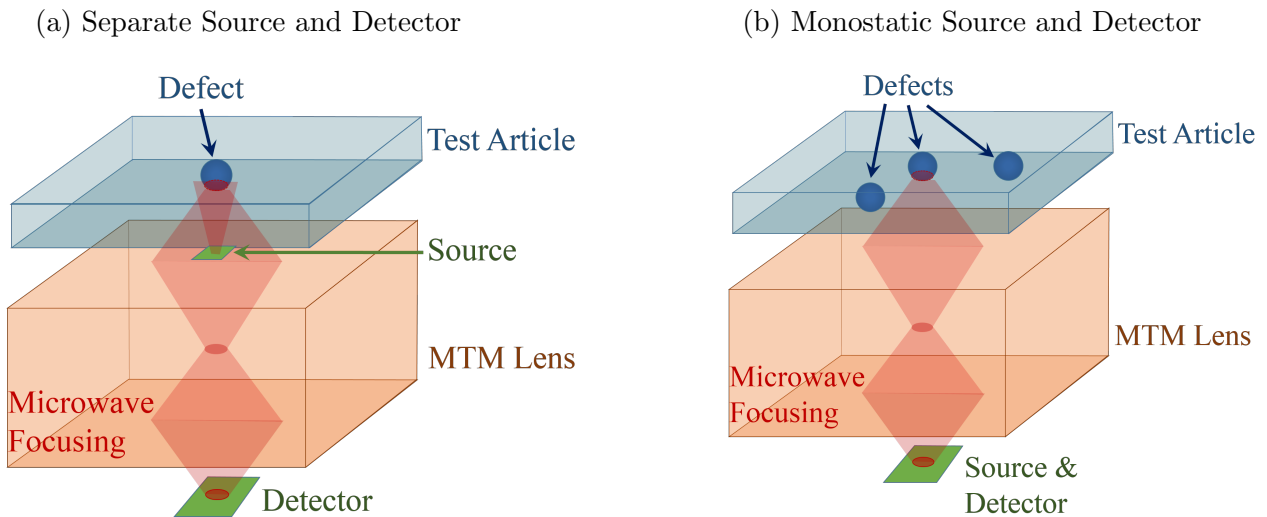 (a) Separate Source and Detector
Defect
Test Article
Source
MTM Lens
Microwave
Focusing
Detector
(b) Monostatic Source and Detector
Defects
Test Article
MTM Lens
Microwave
Focusing
Source &
Detector